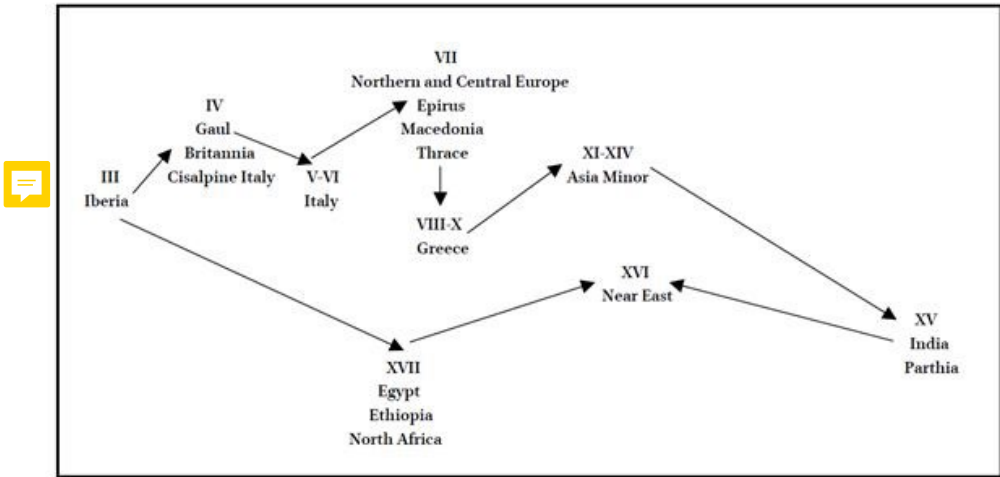 VII
Northern and Central Europe
Epirus
Macedonia
Thrace
IV
Gaul
Britannia
Cisalpine Italy
III
Iberia
V-VI
Italy
XI-XIV
Asia Minor
VIII-X
Greece
XVI
Near East
XV
India
Parthia
XVII
Egypt
Ethiopia
North Africa